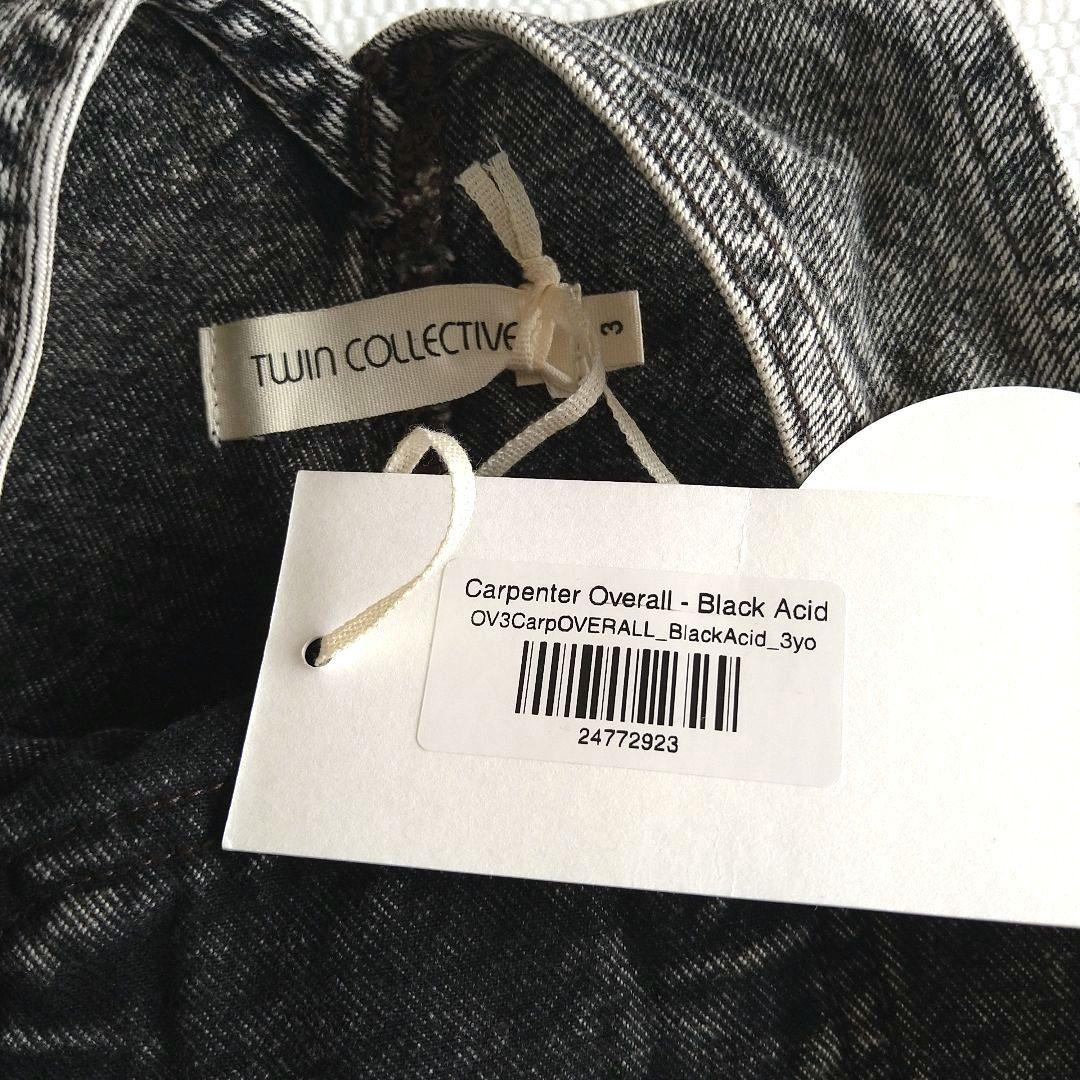 TWIN COLLECTIVE
3
Carpenter Overall - Black Acid
OV3CarpOVERALL_BlackAcid_3yo
24772923